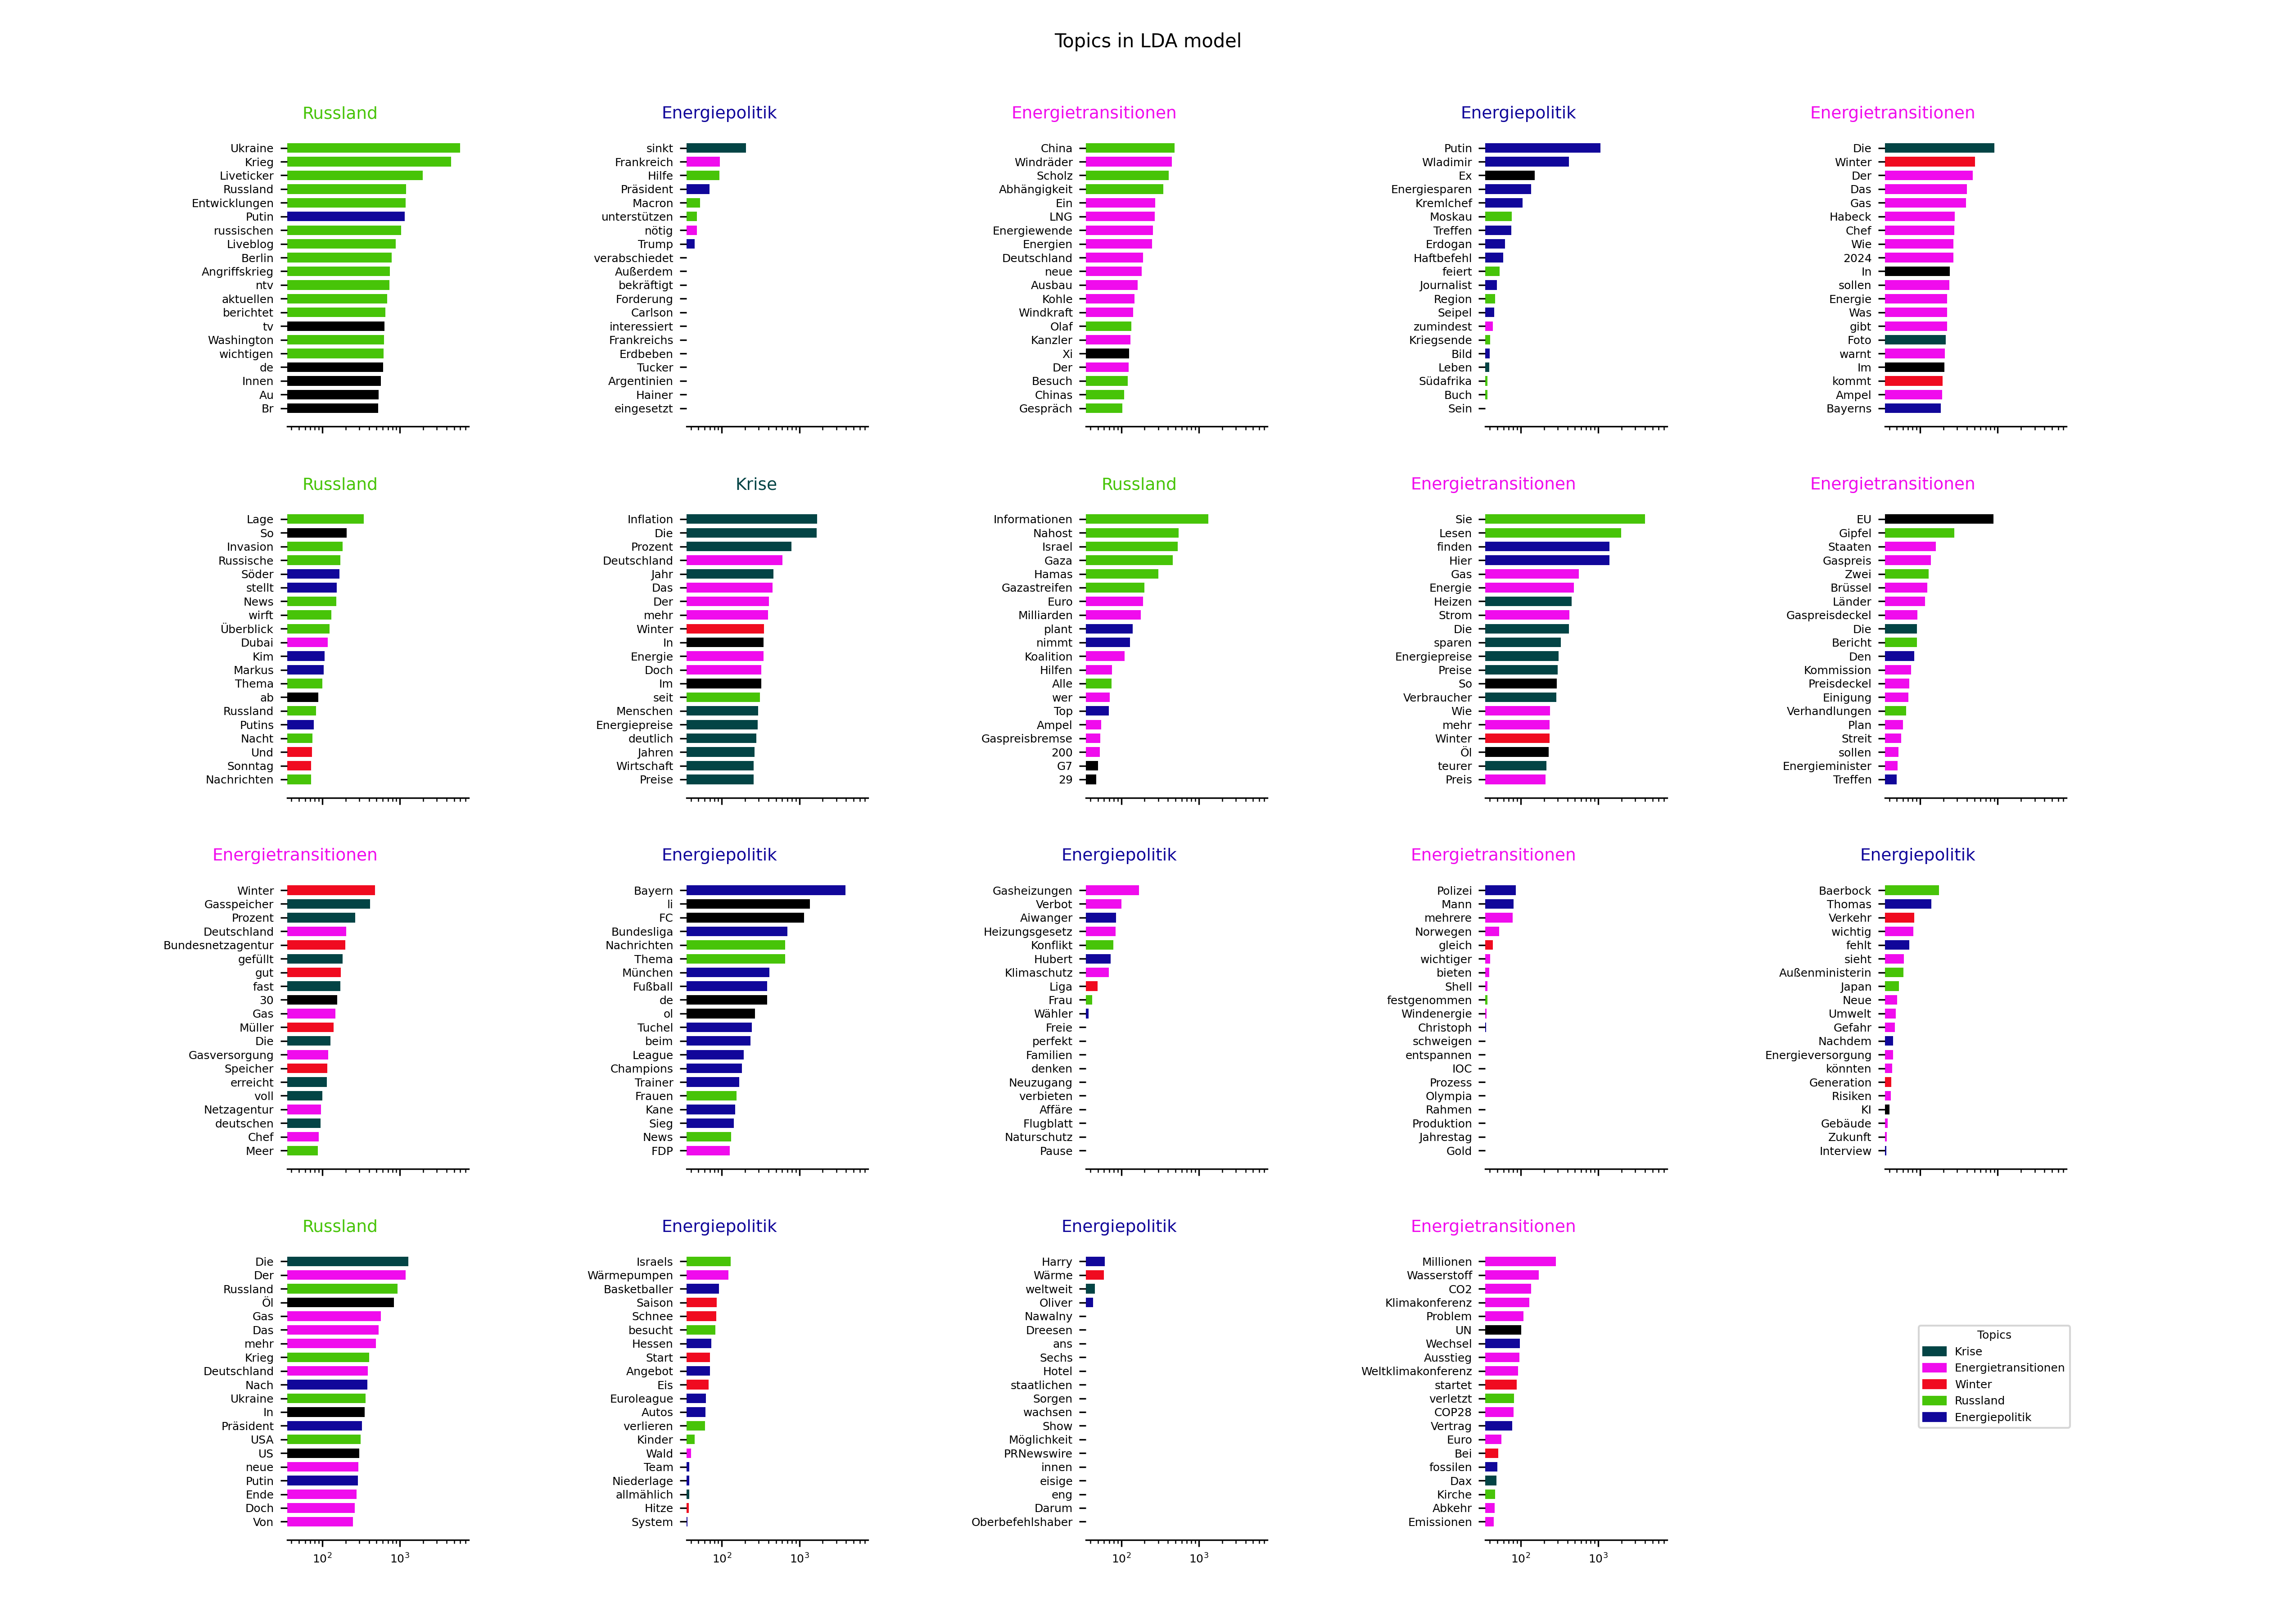 Topics in LDA model
Russland
Ukraine
Krieg
Liveticker
Russland
Entwicklungen
Putin
russischen
Liveblog
Berlin
Angriffskrieg
ntv
aktuellen
berichtet
tv
Washington
wichtigen
de
Innen
Au
Br
Energiepolitik
sinkt
Frankreich
Hilfe
Präsident
Macron
unterstützen
nötig
Trump
verabschiedet
Außerdem
bekräftigt
Forderung
Carlson
interessiert
Frankreichs
Erdbeben
Tucker
Argentinien
Hainer
eingesetzt
Energietransitionen
China
Windräder
Scholz
Abhängigkeit
Ein
LNG
Energiewende
Energien
Deutschland
neue
Ausbau
Kohle
Windkraft
Olaf
Kanzler
Xi
Der
Besuch
Chinas
Gespräch
Energiepolitik
Putin
Wladimir
Ex
Energiesparen
Kremlchef
Moskau
Treffen
Erdogan
Haftbefehl
feiert
Journalist
Region
Seipel
zumindest
Kriegsende
Bild
Leben
Südafrika
Buch
Sein
Energietransitionen
Die
Winter
Der
Das
Gas
Habeck
Chef
Wie
2024
In
sollen
Energie
Was
gibt
Foto
warnt
Im
kommt
Ampel
Bayerns
Russland
Lage
So
Invasion
Russische
Söder
stellt
News
wirft
Überblick
Dubai
Kim
Markus
Thema
ab
Russland
Putins
Nacht
Und
Sonntag
Nachrichten
Krise
Inflation
Die
Prozent
Deutschland
Jahr
Das
Der
mehr
Winter
In
Energie
Doch
Im
seit
Menschen
Energiepreise
deutlich
Jahren
Wirtschaft
Preise
Russland
Informationen
Nahost
Israel
Gaza
Hamas
Gazastreifen
Euro
Milliarden
plant
nimmt
Koalition
Hilfen
Alle
wer
Top
Ampel
Gaspreisbremse
200
G7
29
Energietransitionen
Sie
Lesen
finden
Hier
Gas
Energie
Heizen
Strom
Die
sparen
Energiepreise
Preise
So
Verbraucher
Wie
mehr
Winter
Öl
teurer
Preis
Energietransitionen
EU
Gipfel
Staaten
Gaspreis
Zwei
Brüssel
Länder
Gaspreisdeckel
Die
Bericht
Den
Kommission
Preisdeckel
Einigung
Verhandlungen
Plan
Streit
sollen
Energieminister
Treffen
Energietransitionen
Winter
Gasspeicher
Prozent
Deutschland
Bundesnetzagentur
gefüllt
gut
fast
30
Gas
Müller
Die
Gasversorgung
Speicher
erreicht
voll
Netzagentur
deutschen
Chef
Meer
Energiepolitik
Bayern
li
FC
Bundesliga
Nachrichten
Thema
München
Fußball
de
ol
Tuchel
beim
League
Champions
Trainer
Frauen
Kane
Sieg
News
FDP
Energiepolitik
Gasheizungen
Verbot
Aiwanger
Heizungsgesetz
Konflikt
Hubert
Klimaschutz
Liga
Frau
Wähler
Freie
perfekt
Familien
denken
Neuzugang
verbieten
Affäre
Flugblatt
Naturschutz
Pause
Energietransitionen
Polizei
Mann
mehrere
Norwegen
gleich
wichtiger
bieten
Shell
festgenommen
Windenergie
Christoph
schweigen
entspannen
IOC
Prozess
Olympia
Rahmen
Produktion
Jahrestag
Gold
Energiepolitik
Baerbock
Thomas
Verkehr
wichtig
fehlt
sieht
Außenministerin
Japan
Neue
Umwelt
Gefahr
Nachdem
Energieversorgung
könnten
Generation
Risiken
KI
Gebäude
Zukunft
Interview
Russland
Die
Der
Russland
Öl
Gas
Das
mehr
Krieg
Deutschland
Nach
Ukraine
In
Präsident
USA
US
neue
Putin
Ende
Doch
Von
10² 10³
Energiepolitik
Israels
Wärmepumpen
Basketballer
Saison
Schnee
besucht
Hessen
Start
Angebot
Eis
Euroleague
Autos
verlieren
Kinder
Wald
Team
Niederlage
allmählich
Hitze
System
10² 10³
Energiepolitik
Harry
Wärme
weltweit
Oliver
Nawalny
Dreesen
ans
Sechs
Hotel
staatlichen
Sorgen
wachsen
Show
Möglichkeit
PRNewswire
innen
eisige
eng
Darum
Oberbefehlshaber
10² 10³
Energietransitionen
Millionen
Wasserstoff
CO2
Klimakonferenz
Problem
UN
Wechsel
Ausstieg
Weltklimakonferenz
startet
verletzt
COP28
Vertrag
Euro
Bei
fossilen
Dax
Kirche
Abkehr
Emissionen
10² 10³
Topics
Krise
Energietransitionen
Winter
Russland
Energiepolitik